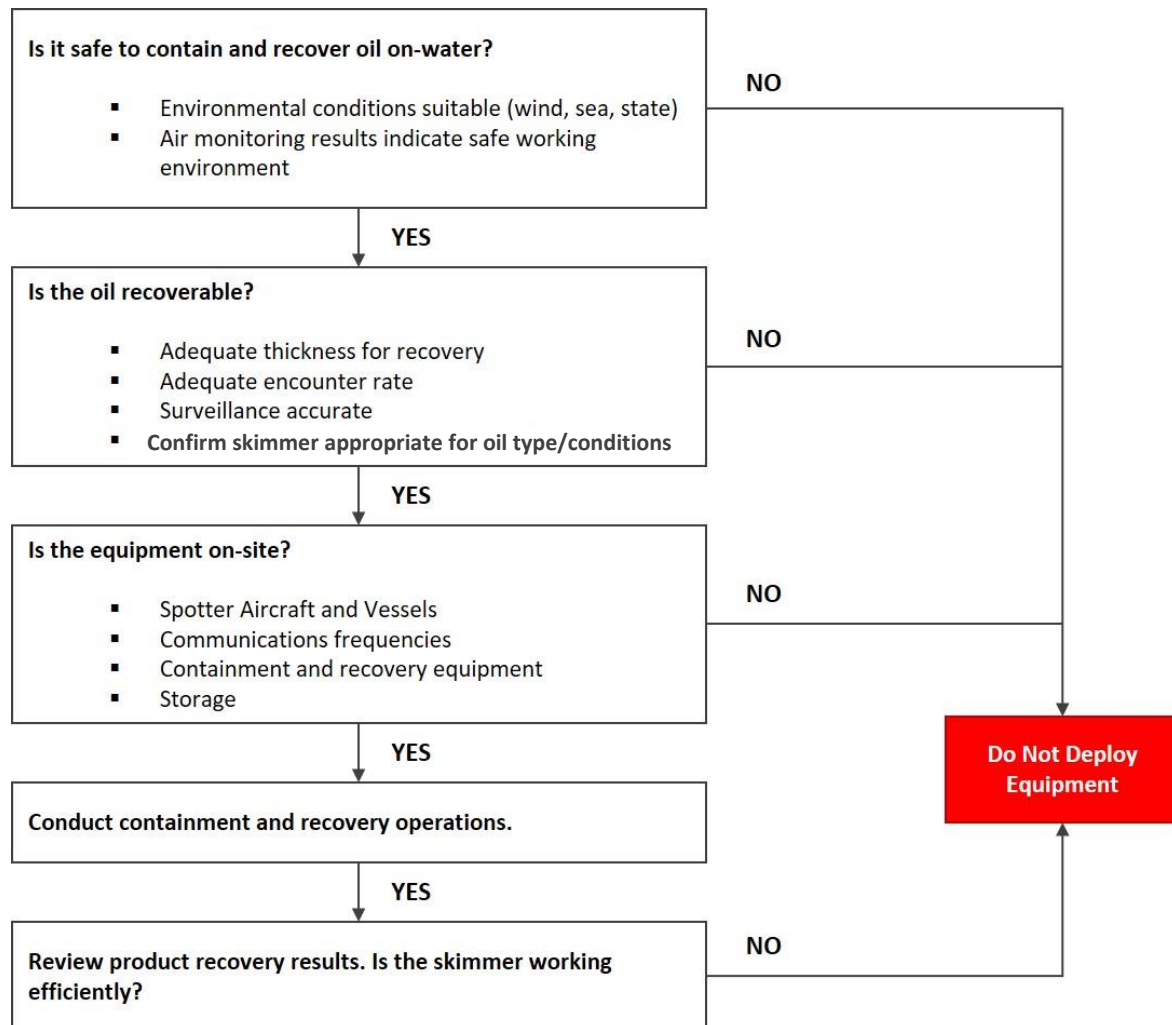 Is it safe to contain and recover oil on-water?
NO
▪ Environmental conditions suitable (wind, sea, state)
▪ Air monitoring results indicate safe working
environment
YES
Is the oil recoverable?
NO
▪ Adequate thickness for recovery
▪ Adequate encounter rate
▪ Surveillance accurate
▪ Confirm skimmer appropriate for oil type/conditions
YES
Is the equipment on-site?
NO
▪ Spotter Aircraft and Vessels
▪ Communications frequencies
▪ Containment and recovery equipment
▪ Storage
YES
Do Not Deploy
Equipment
Conduct containment and recovery operations.
YES
NO
Review product recovery results. Is the skimmer working
efficiently?